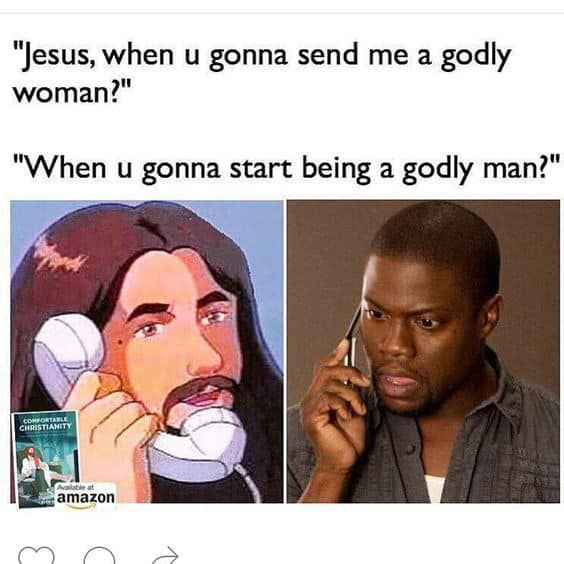 "Jesus, when u gonna send me a godly
woman?"
"When u gonna start being a godly man?"
COMFORTABLE
CHRISTIANITY
Available at
amazon